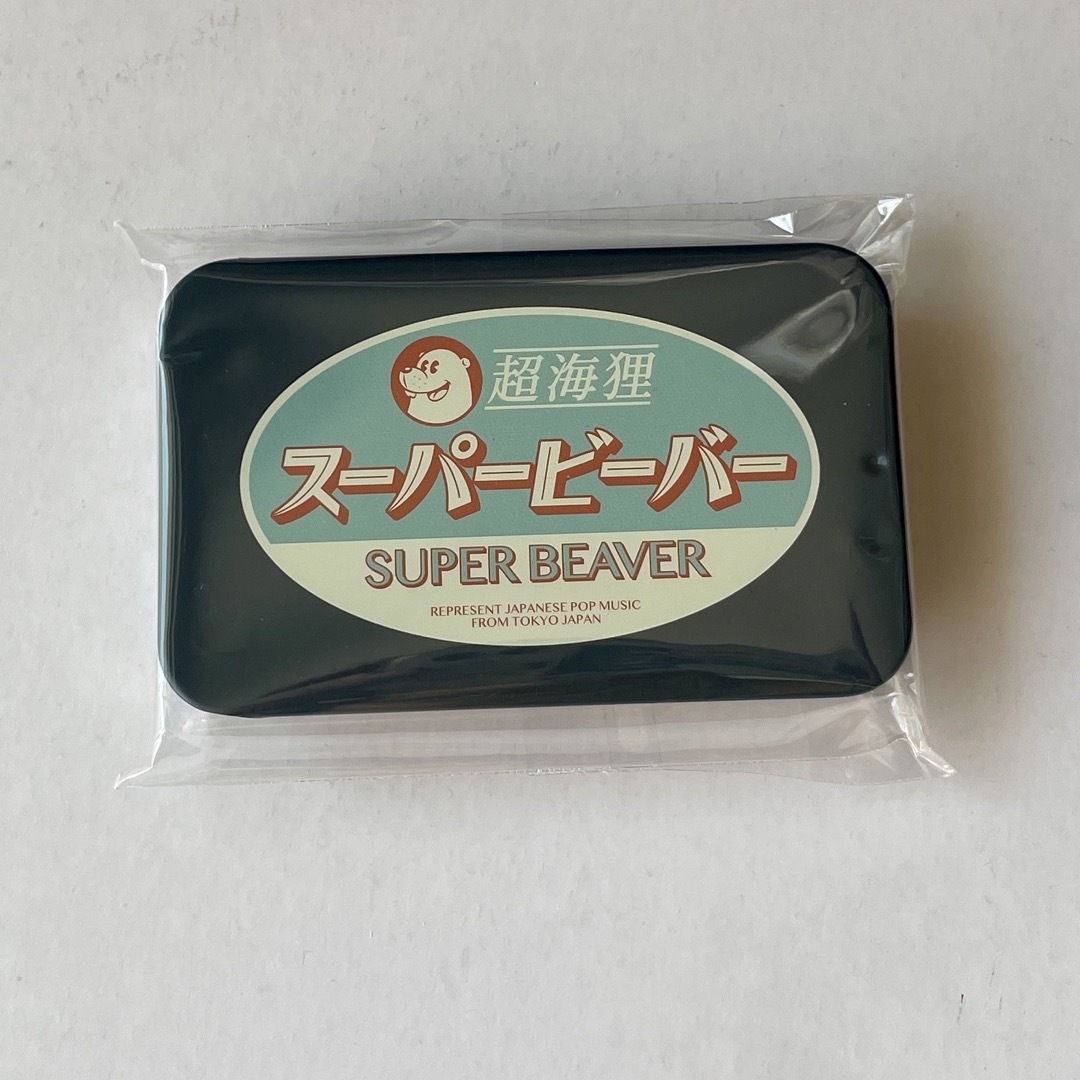 超海狸
スーパービーバー
SUPER BEAVER
REPRESENT JAPANESE POP MUSIC
FROM TOKYO JAPAN